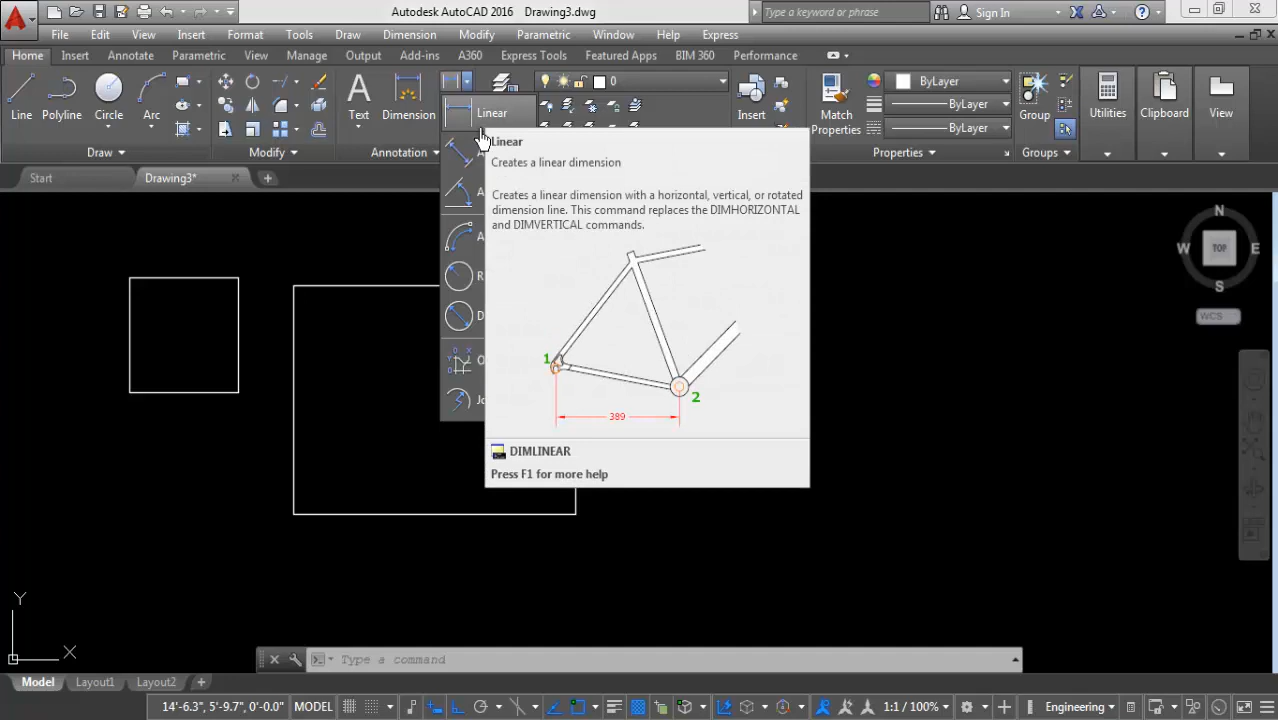 Autodesk AutoCAD 2016 Drawing3.dwg
Type a keyword or phrase
Sign In
File Edit View Insert Format Tools Draw Dimension Modify Parametric Window Help Express
Home Insert Annotate Parametric View Manage Output Add-ins A360 Express Tools Featured Apps BIM 360 Performance
0
ByLayer
Linear
Line Polyline Circle Arc Text Dimension Insert Match Properties Group Utilities Clipboard View
ByLayer
ByLayer
Draw Modify Annotation Properties Groups
Linear
Creates a linear dimension
Creates a linear dimension with a horizontal, vertical, or rotated
dimension line. This command replaces the DIMHORIZONTAL
and DIMVERTICAL commands.
Start Drawing3*
N
W TOP E
S
WCS
1
2
389
DIMLINEAR
Press F1 for more help
Y
X
Type a command
Model Layout1 Layout2
14'-6.3", 5'-9.7", 0'-0.0" MODEL 1:1 / 100% Engineering